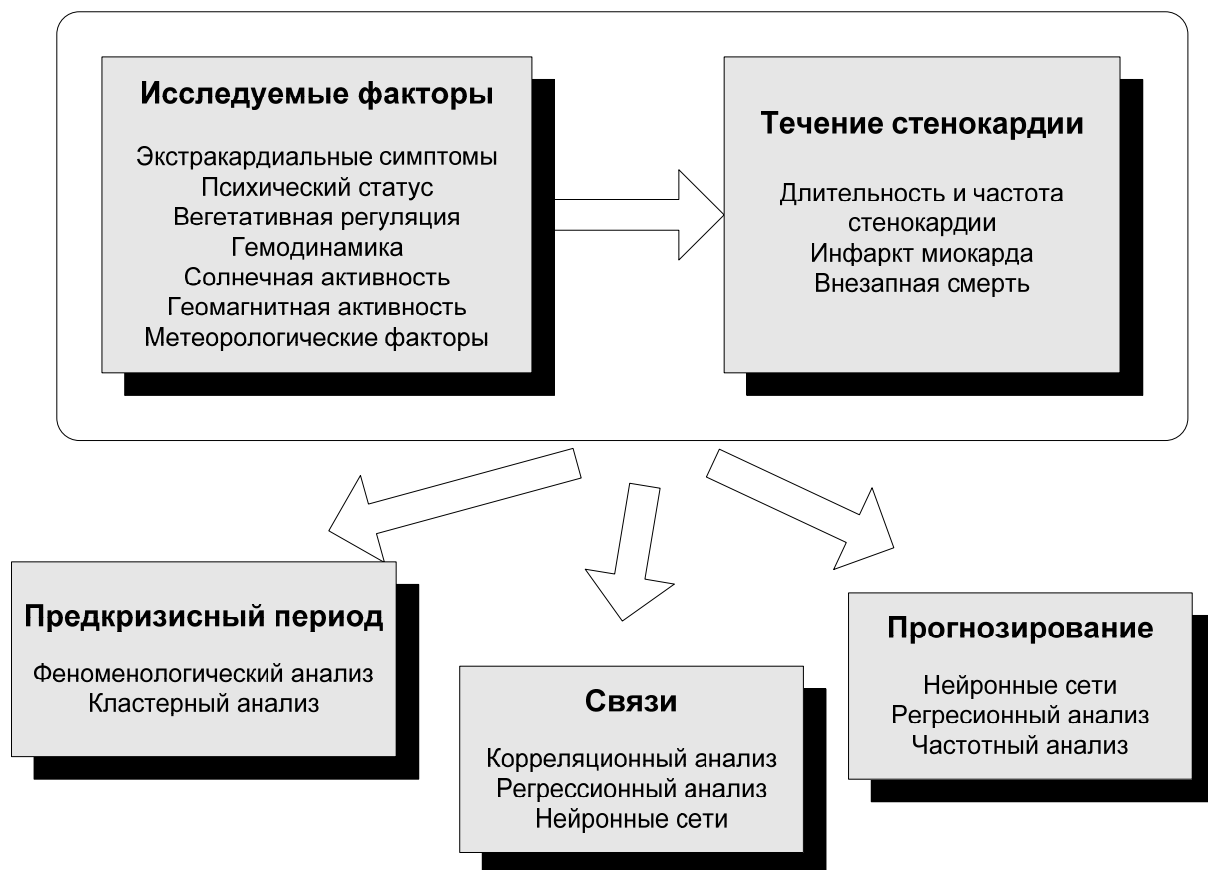 Исследуемые факторы
Экстракардиальные симптомы
Психический статус
Вегетативная регуляция
Гемодинамика
Солнечная активность
Геомагнитная активность
Метеорологические факторы
Течение стенокардии
Длительность и частота
стенокардии
Инфаркт миокарда
Внезапная смерть
Предкризисный период
Феноменологический анализ
Кластерный анализ
Связи
Корреляционный анализ
Регрессионный анализ
Нейронные сети
Прогнозирование
Нейронные сети
Регресионный анализ
Частотный анализ